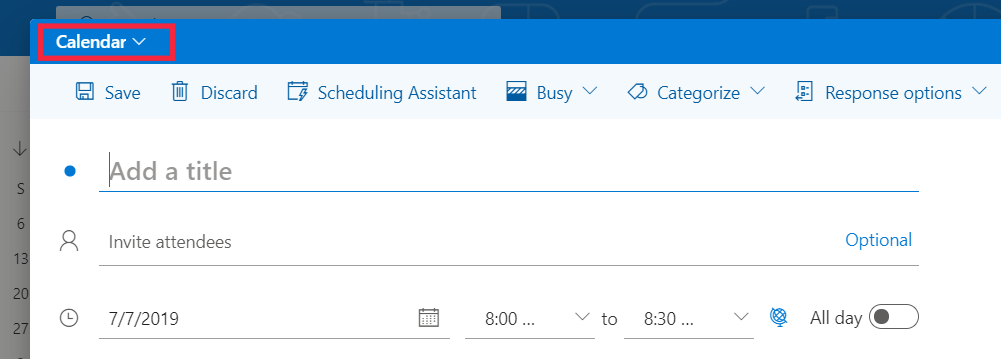 Calendar
Save Discard Scheduling Assistant Busy Categorize Response options
Add a title
S
6
Invite attendees Optional
13
20
7/7/2019 8:00 ... to 8:30 ... All day
27